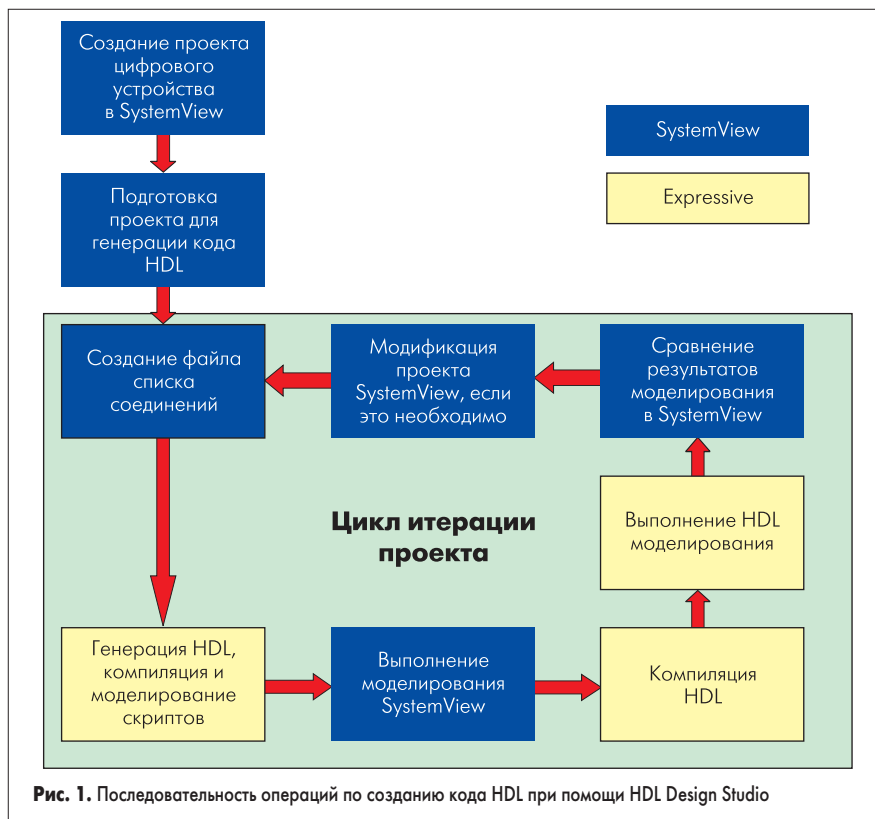 Создание проекта
цифрового
устройства
в SystemView
SystemView
Expressive
Подготовка
проекта для
генерации кода
HDL
Создание файла
списка
соединений
Модификация
проекта
SystemView, если
это необходимо
Сравнение
результатов
моделирования
в SystemView
Цикл итерации
проекта
Выполнение HDL
моделирования
Генерация HDL,
компиляция и
моделирование
скриптов
Выполнение
моделирования
SystemView
Компиляция
HDL
Рис. 1. Последовательность операций по созданию кода HDL при помощи HDL Design Studio